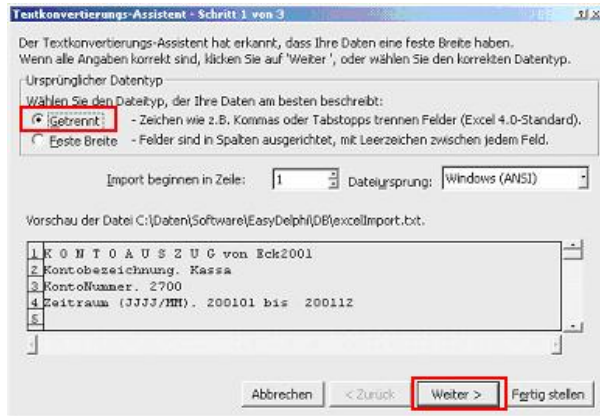 Textkonvertierungs-Assistent - Schritt 1 von 3
Der Textkonvertierungs-Assistent hat erkannt, dass Ihre Daten eine feste Breite haben.
Wenn alle Angaben korrekt sind, klicken Sie auf 'Weiter ', oder wählen Sie den korrekten Datentyp.
Ursprünglicher Datentyp
Wählen Sie den Dateityp, der Ihre Daten am besten beschreibt:
Getrennt - Zeichen wie z.B. Kommas oder Tabstopps trennen Felder (Excel 4.0-Standard).
Feste Breite - Felder sind in Spalten ausgerichtet, mit Leerzeichen zwischen jedem Feld.
Import beginnen in Zeile: 1 Dateiursprung: Windows (ANSI)
Vorschau der Datei C:\Daten\Software\EasyDelphi\DB\excelImport.txt.
1 K O N T O A U S Z U G von Eck2001
2 Kontobezeichnung. Kassa
3 KontoNummer. 2700
4 Zeitraum (JJJJ/MM). 200101 bis 200112
5
Abbrechen < Zurück Weiter > Fertig stellen